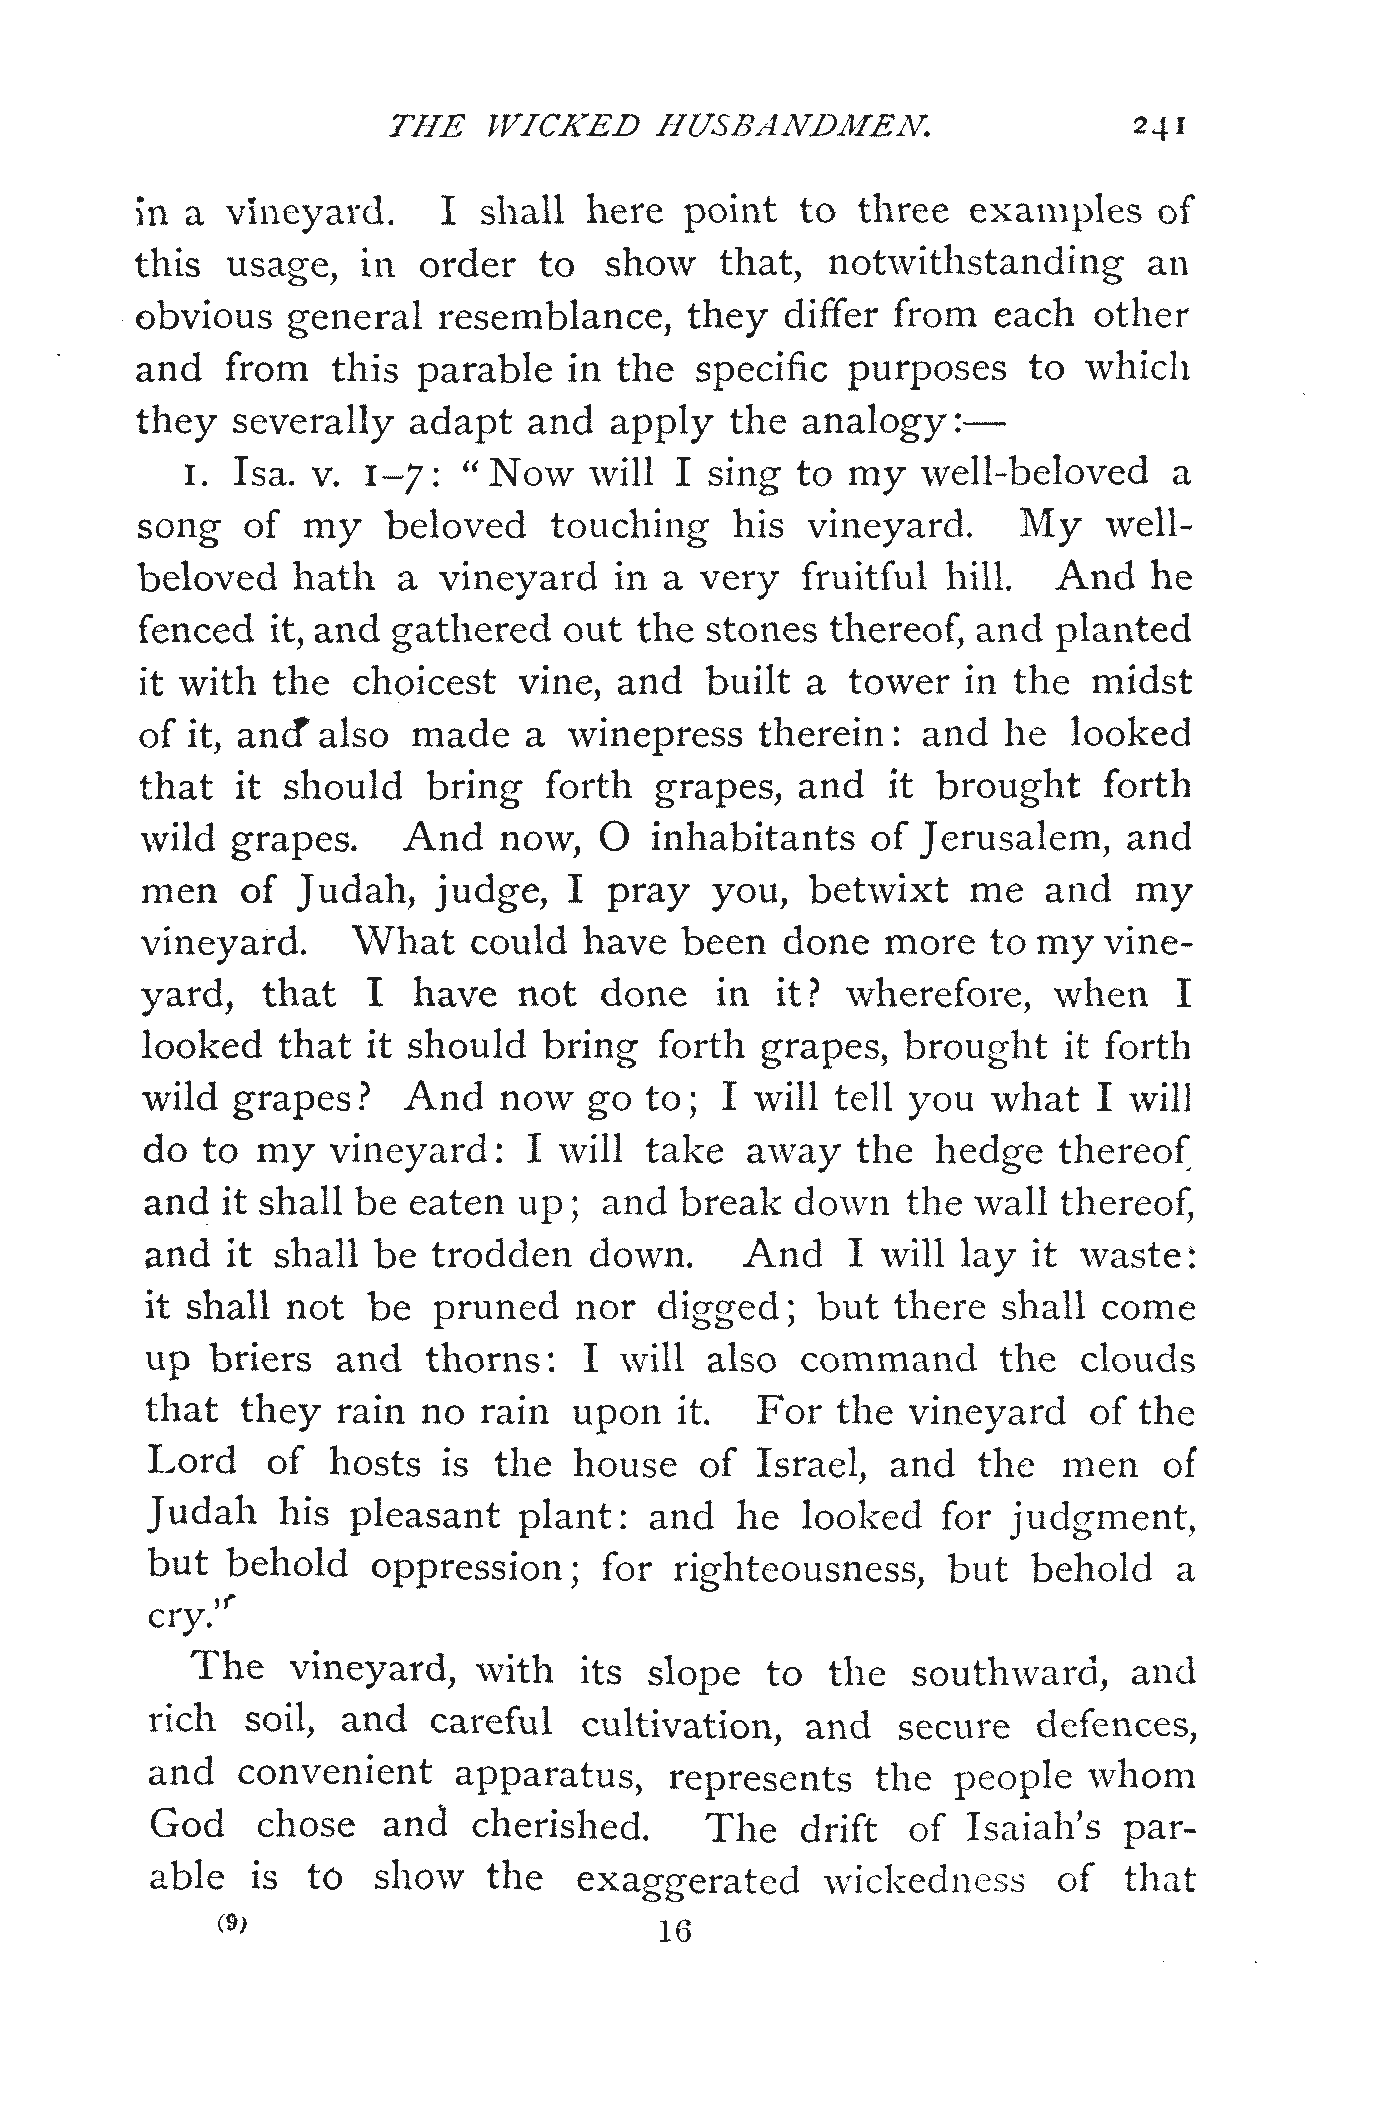 THE WICKED HUSBANDMEN. 241
in a vineyard. I shall here point to three examples of
this usage, in order to show that, notwithstanding an
obvious general resemblance, they differ from each other
and from this parable in the specific purposes to which
they severally adapt and apply the analogy:—
1. Isa. v. 1–7: “Now will I sing to my well-beloved a
song of my beloved touching his vineyard. My well-
beloved hath a vineyard in a very fruitful hill. And he
fenced it, and gathered out the stones thereof, and planted
it with the choicest vine, and built a tower in the midst
of it, and also made a winepress therein: and he looked
that it should bring forth grapes, and it brought forth
wild grapes. And now, O inhabitants of Jerusalem, and
men of Judah, judge, I pray you, betwixt me and my
vineyard. What could have been done more to my vine-
yard, that I have not done in it? wherefore, when I
looked that it should bring forth grapes, brought it forth
wild grapes? And now go to; I will tell you what I will
do to my vineyard: I will take away the hedge thereof,
and it shall be eaten up; and break down the wall thereof,
and it shall be trodden down. And I will lay it waste:
it shall not be pruned nor digged; but there shall come
up briers and thorns: I will also command the clouds
that they rain no rain upon it. For the vineyard of the
Lord of hosts is the house of Israel, and the men of
Judah his pleasant plant: and he looked for judgment,
but behold oppression; for righteousness, but behold a
cry.”
The vineyard, with its slope to the southward, and
rich soil, and careful cultivation, and secure defences,
and convenient apparatus, represents the people whom
God chose and cherished. The drift of Isaiah's par-
able is to show the exaggerated wickedness of that
(9) 16